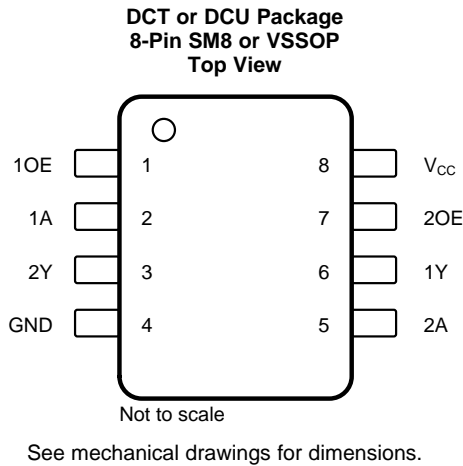 DCT or DCU Package
8-Pin SM8 or VSSOP
Top View
1OE 1 8 VCC
1A 2 7 2OE
2Y 3 6 1Y
GND 4 5 2A
Not to scale
See mechanical drawings for dimensions.